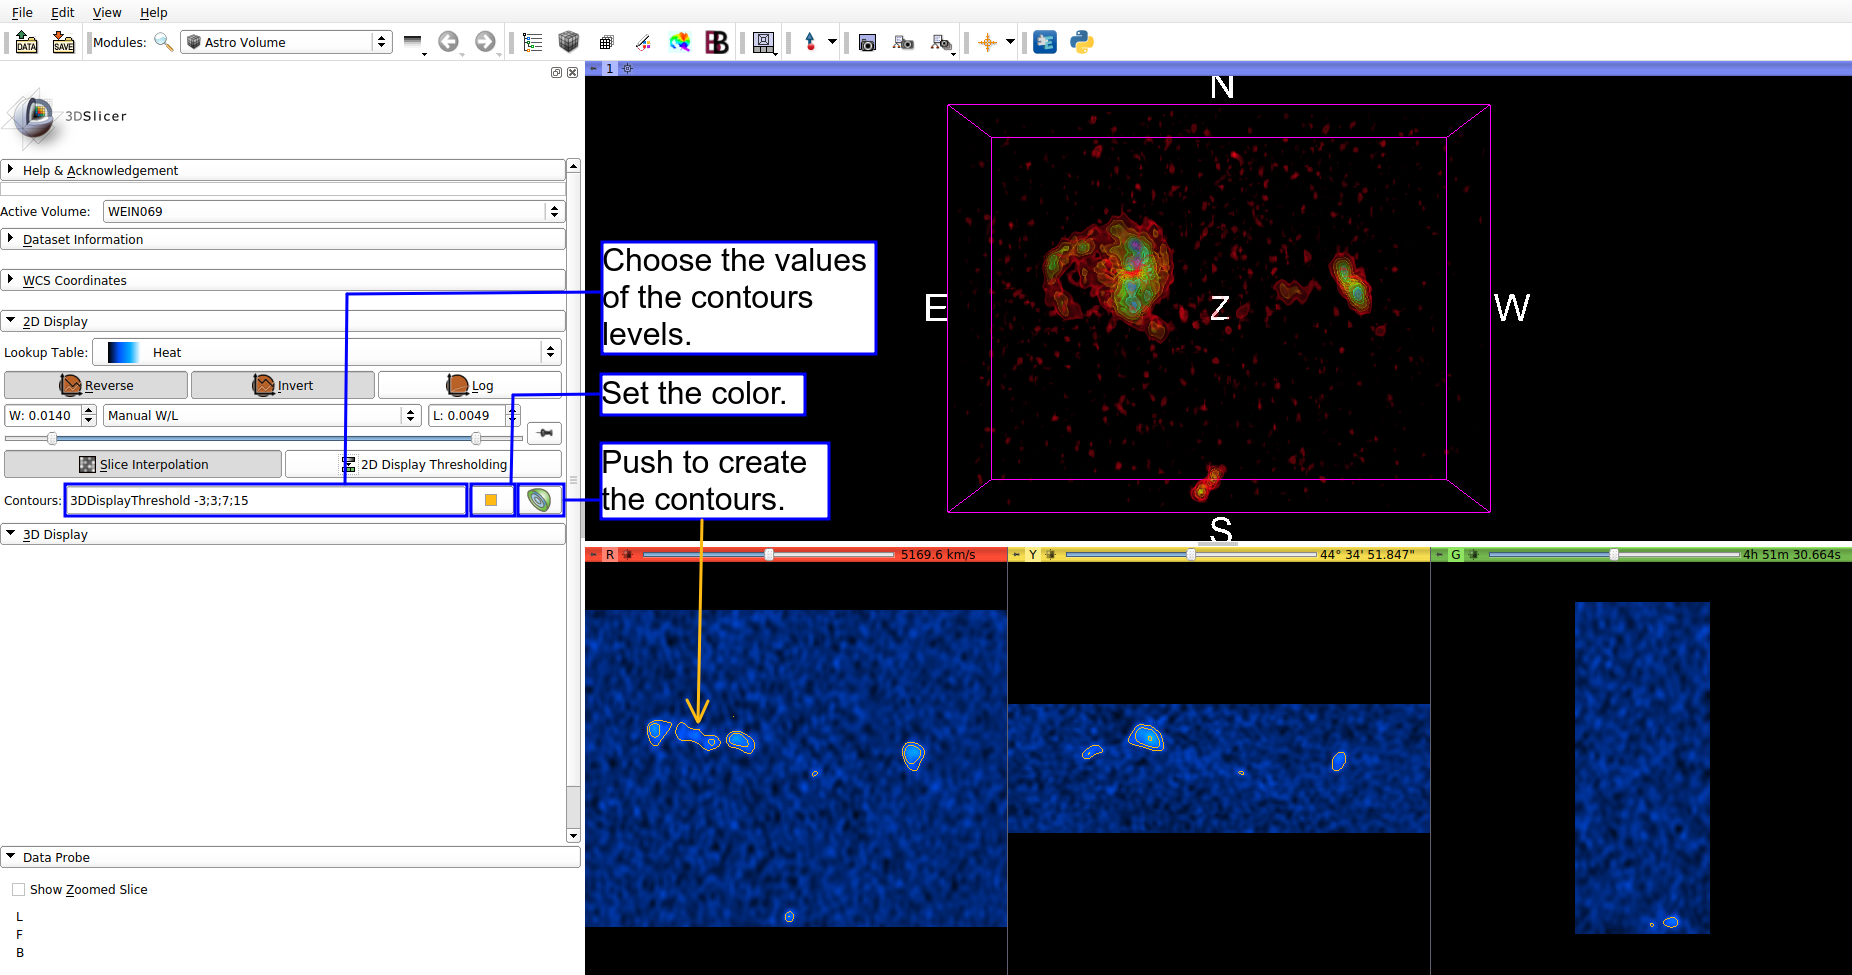 File Edit View Help
DATA SAVE Modules: Astro Volume
1
3DSlicer
Help & Acknowledgement
Active Volume: WEIN069
Dataset Information
WCS Coordinates
2D Display
Lookup Table: Heat
Reverse Invert Log
W: 0.0140 Manual W/L L: 0.0049
Slice Interpolation 2D Display Thresholding
Contours: 3DDisplayThreshold -3;3;7;15
3D Display
Data Probe
Show Zoomed Slice
L
F
B
Choose the values
of the contours
levels.
Set the color.
Push to create
the contours.
N
E
Z
W
S
R 5169.6 km/s
Y 44° 34' 51.847"
G 4h 51m 30.664s